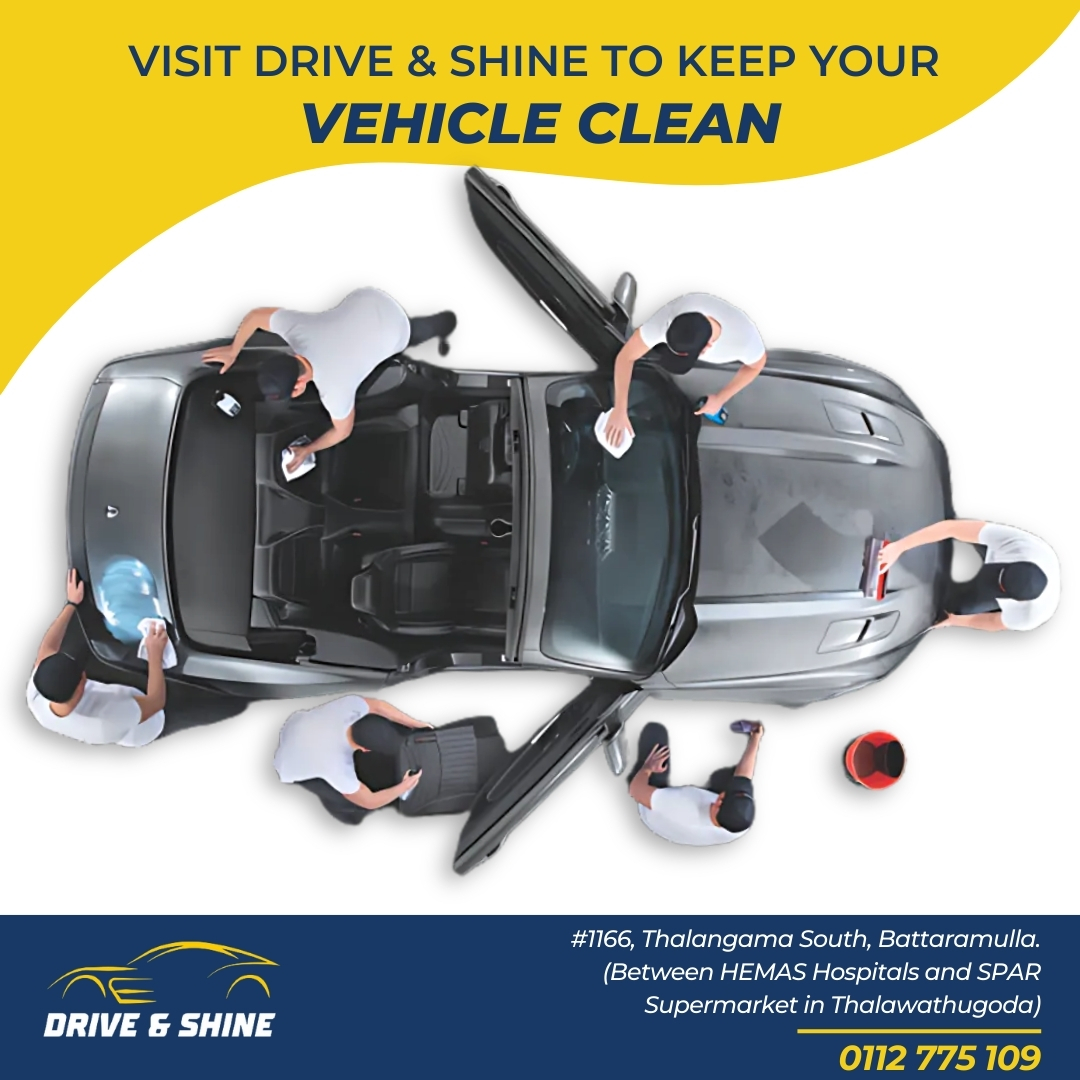 VISIT DRIVE & SHINE TO KEEP YOUR
VEHICLE CLEAN
DRIVE & SHINE
#1166, Thalangama South, Battaramulla.
(Between HEMAS Hospitals and SPAR
Supermarket in Thalawathugoda)
0112 775 109